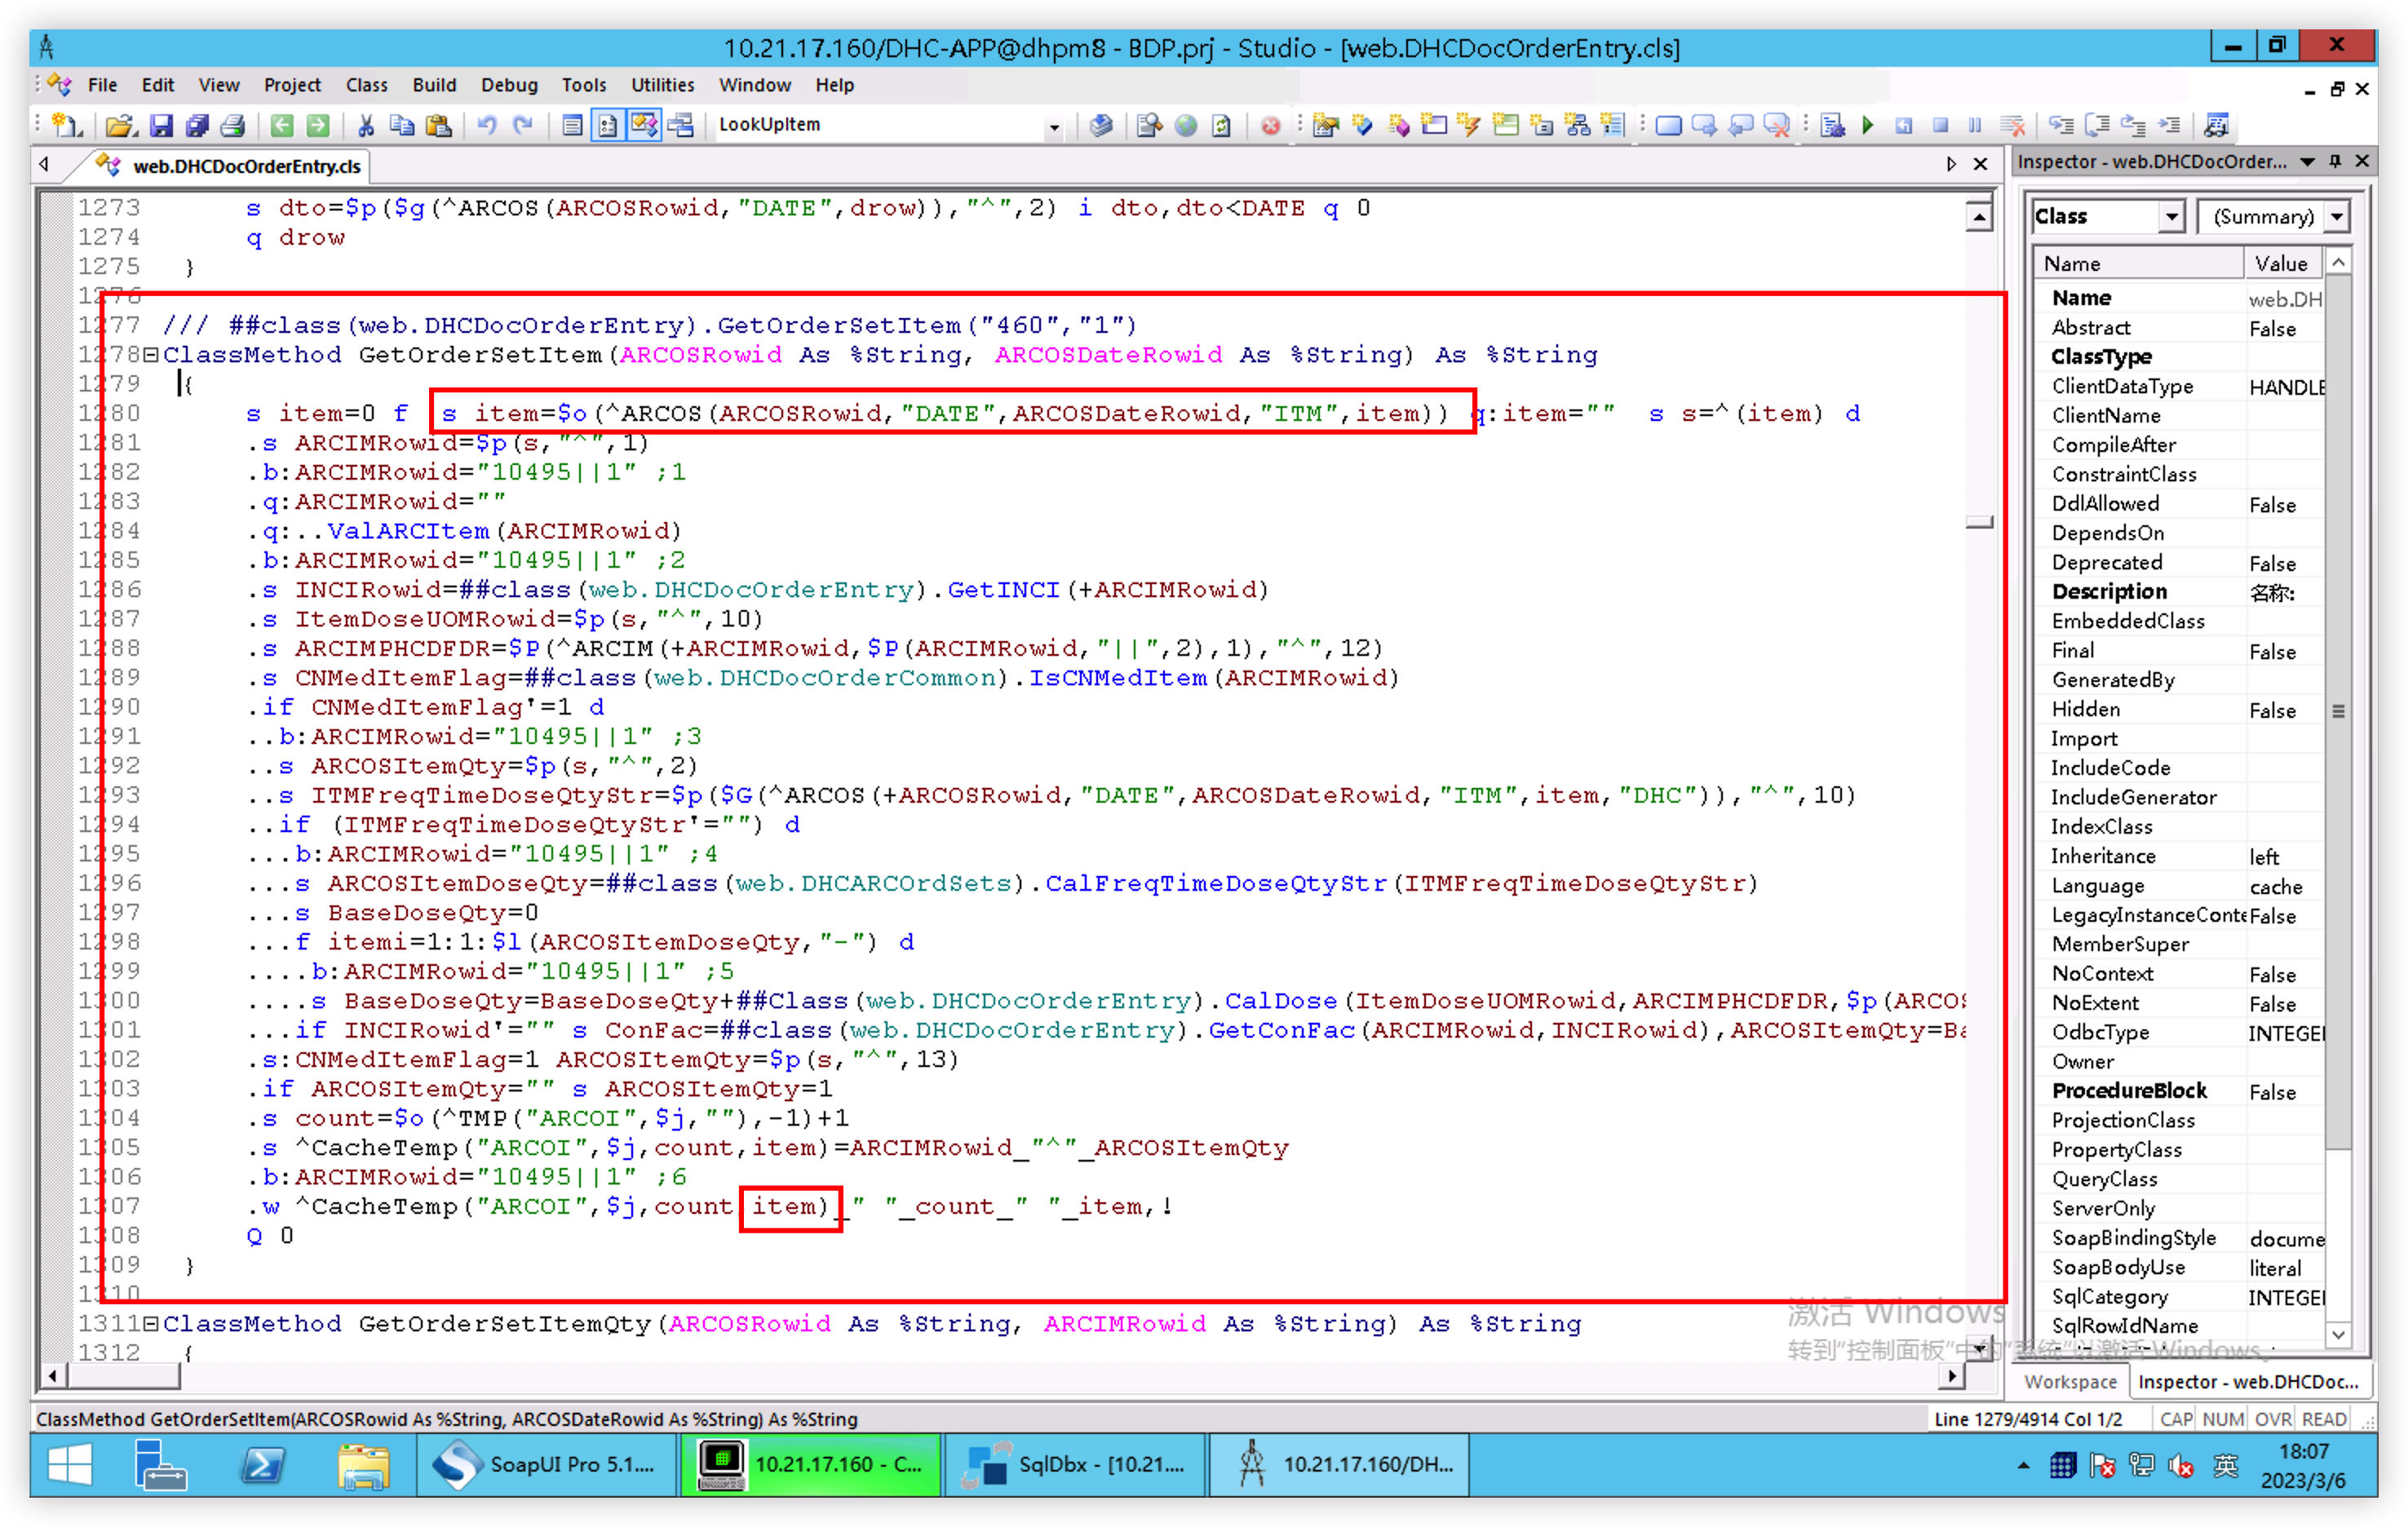 10.21.17.160/DHC-APP@dhpm8 - BDP.prj - Studio - [web.DHCDocOrderEntry.cls]
File Edit View Project Class Build Debug Tools Utilities Window Help
LookUpItem
web.DHCDocOrderEntry.cls
1273 s dto=$p($g(^ARCOS(ARCOSRowid,"DATE",drow)),"^",2) i dto,dto<DATE q 0
1274 q drow
1275 }
1276
1277 /// ##class(web.DHCDocOrderEntry).GetOrderSetItem("460","1")
1278 ClassMethod GetOrderSetItem(ARCOSRowid As %String, ARCOSDateRowid As %String) As %String
1279 {
1280 s item=0 f s item=$o(^ARCOS(ARCOSRowid,"DATE",ARCOSDateRowid,"ITM",item)) q:item="" s s=^(item) d
1281 .s ARCIMRowid=$p(s,"^",1)
1282 .b:ARCIMRowid="10495||1" ;1
1283 .q:ARCIMRowid=""
1284 .q:..ValARCItem(ARCIMRowid)
1285 .b:ARCIMRowid="10495||1" ;2
1286 .s INCIRowid=##class(web.DHCDocOrderEntry).GetINCI(+ARCIMRowid)
1287 .s ItemDoseUOMRowid=$p(s,"^",10)
1288 .s ARCIMPHCDFDR=$P(^ARCIM(+ARCIMRowid,$P(ARCIMRowid,"||",2),1),"^",12)
1289 .s CNMedItemFlag=##class(web.DHCDocOrderCommon).IsCNMedItem(ARCIMRowid)
1290 .if CNMedItemFlag'=1 d
1291 ..b:ARCIMRowid="10495||1" ;3
1292 ..s ARCOSItemQty=$p(s,"^",2)
1293 ..s ITMFreqTimeDoseQtyStr=$p($G(^ARCOS(+ARCOSRowid,"DATE",ARCOSDateRowid,"ITM",item,"DHC")),"^",10)
1294 ..if (ITMFreqTimeDoseQtyStr'="") d
1295 ...b:ARCIMRowid="10495||1" ;4
1296 ...s ARCOSItemDoseQty=##class(web.DHCARCOrdSets).CalFreqTimeDoseQtyStr(ITMFreqTimeDoseQtyStr)
1297 ...s BaseDoseQty=0
1298 ...f itemi=1:1:$l(ARCOSItemDoseQty,"-") d
1299 ....b:ARCIMRowid="10495||1" ;5
1300 ....s BaseDoseQty=BaseDoseQty+##Class(web.DHCDocOrderEntry).CalDose(ItemDoseUOMRowid,ARCIMPHCDFDR,$p(ARCOS
1301 ...if INCIRowid'="" s ConFac=##class(web.DHCDocOrderEntry).GetConFac(ARCIMRowid,INCIRowid),ARCOSItemQty=Ba
1302 .s:CNMedItemFlag=1 ARCOSItemQty=$p(s,"^",13)
1303 .if ARCOSItemQty="" s ARCOSItemQty=1
1304 .s count=$o(^TMP("ARCOI",$j,""),-1)+1
1305 .s ^CacheTemp("ARCOI",$j,count,item)=ARCIMRowid_"^"_ARCOSItemQty
1306 .b:ARCIMRowid="10495||1" ;6
1307 .w ^CacheTemp("ARCOI",$j,count,item)_" "_count_" "_item,!
1308 Q 0
1309 }
1310
1311 ClassMethod GetOrderSetItemQty(ARCOSRowid As %String, ARCIMRowid As %String) As %String
1312 {
Inspector - web.DHCDocOrder...
Class (Summary)
Name Value
Name web.DH
Abstract False
ClassType
ClientDataType HANDLE
ClientName
CompileAfter
ConstraintClass
DdlAllowed False
DependsOn
Deprecated False
Description 名称:
EmbeddedClass
Final False
GeneratedBy
Hidden False
Import
IncludeCode
IncludeGenerator
IndexClass
Inheritance left
Language cache
LegacyInstanceConte False
MemberSuper
NoContext False
NoExtent False
OdbcType INTEGER
Owner
ProcedureBlock False
ProjectionClass
PropertyClass
QueryClass
ServerOnly
SoapBindingStyle docume
SoapBodyUse literal
SqlCategory INTEGER
SqlRowIdName
激活 Windows
转到"控制面板"中的"系统"以激活 Windows。
Workspace Inspector - web.DHCDoc...
ClassMethod GetOrderSetItem(ARCOSRowid As %String, ARCOSDateRowid As %String) As %String
Line 1279/4914 Col 1/2 CAP NUM OVR READ
SoapUI Pro 5.1....
10.21.17.160 - C...
SqlDbx - [10.21....
10.21.17.160/DH...
英
18:07
2023/3/6